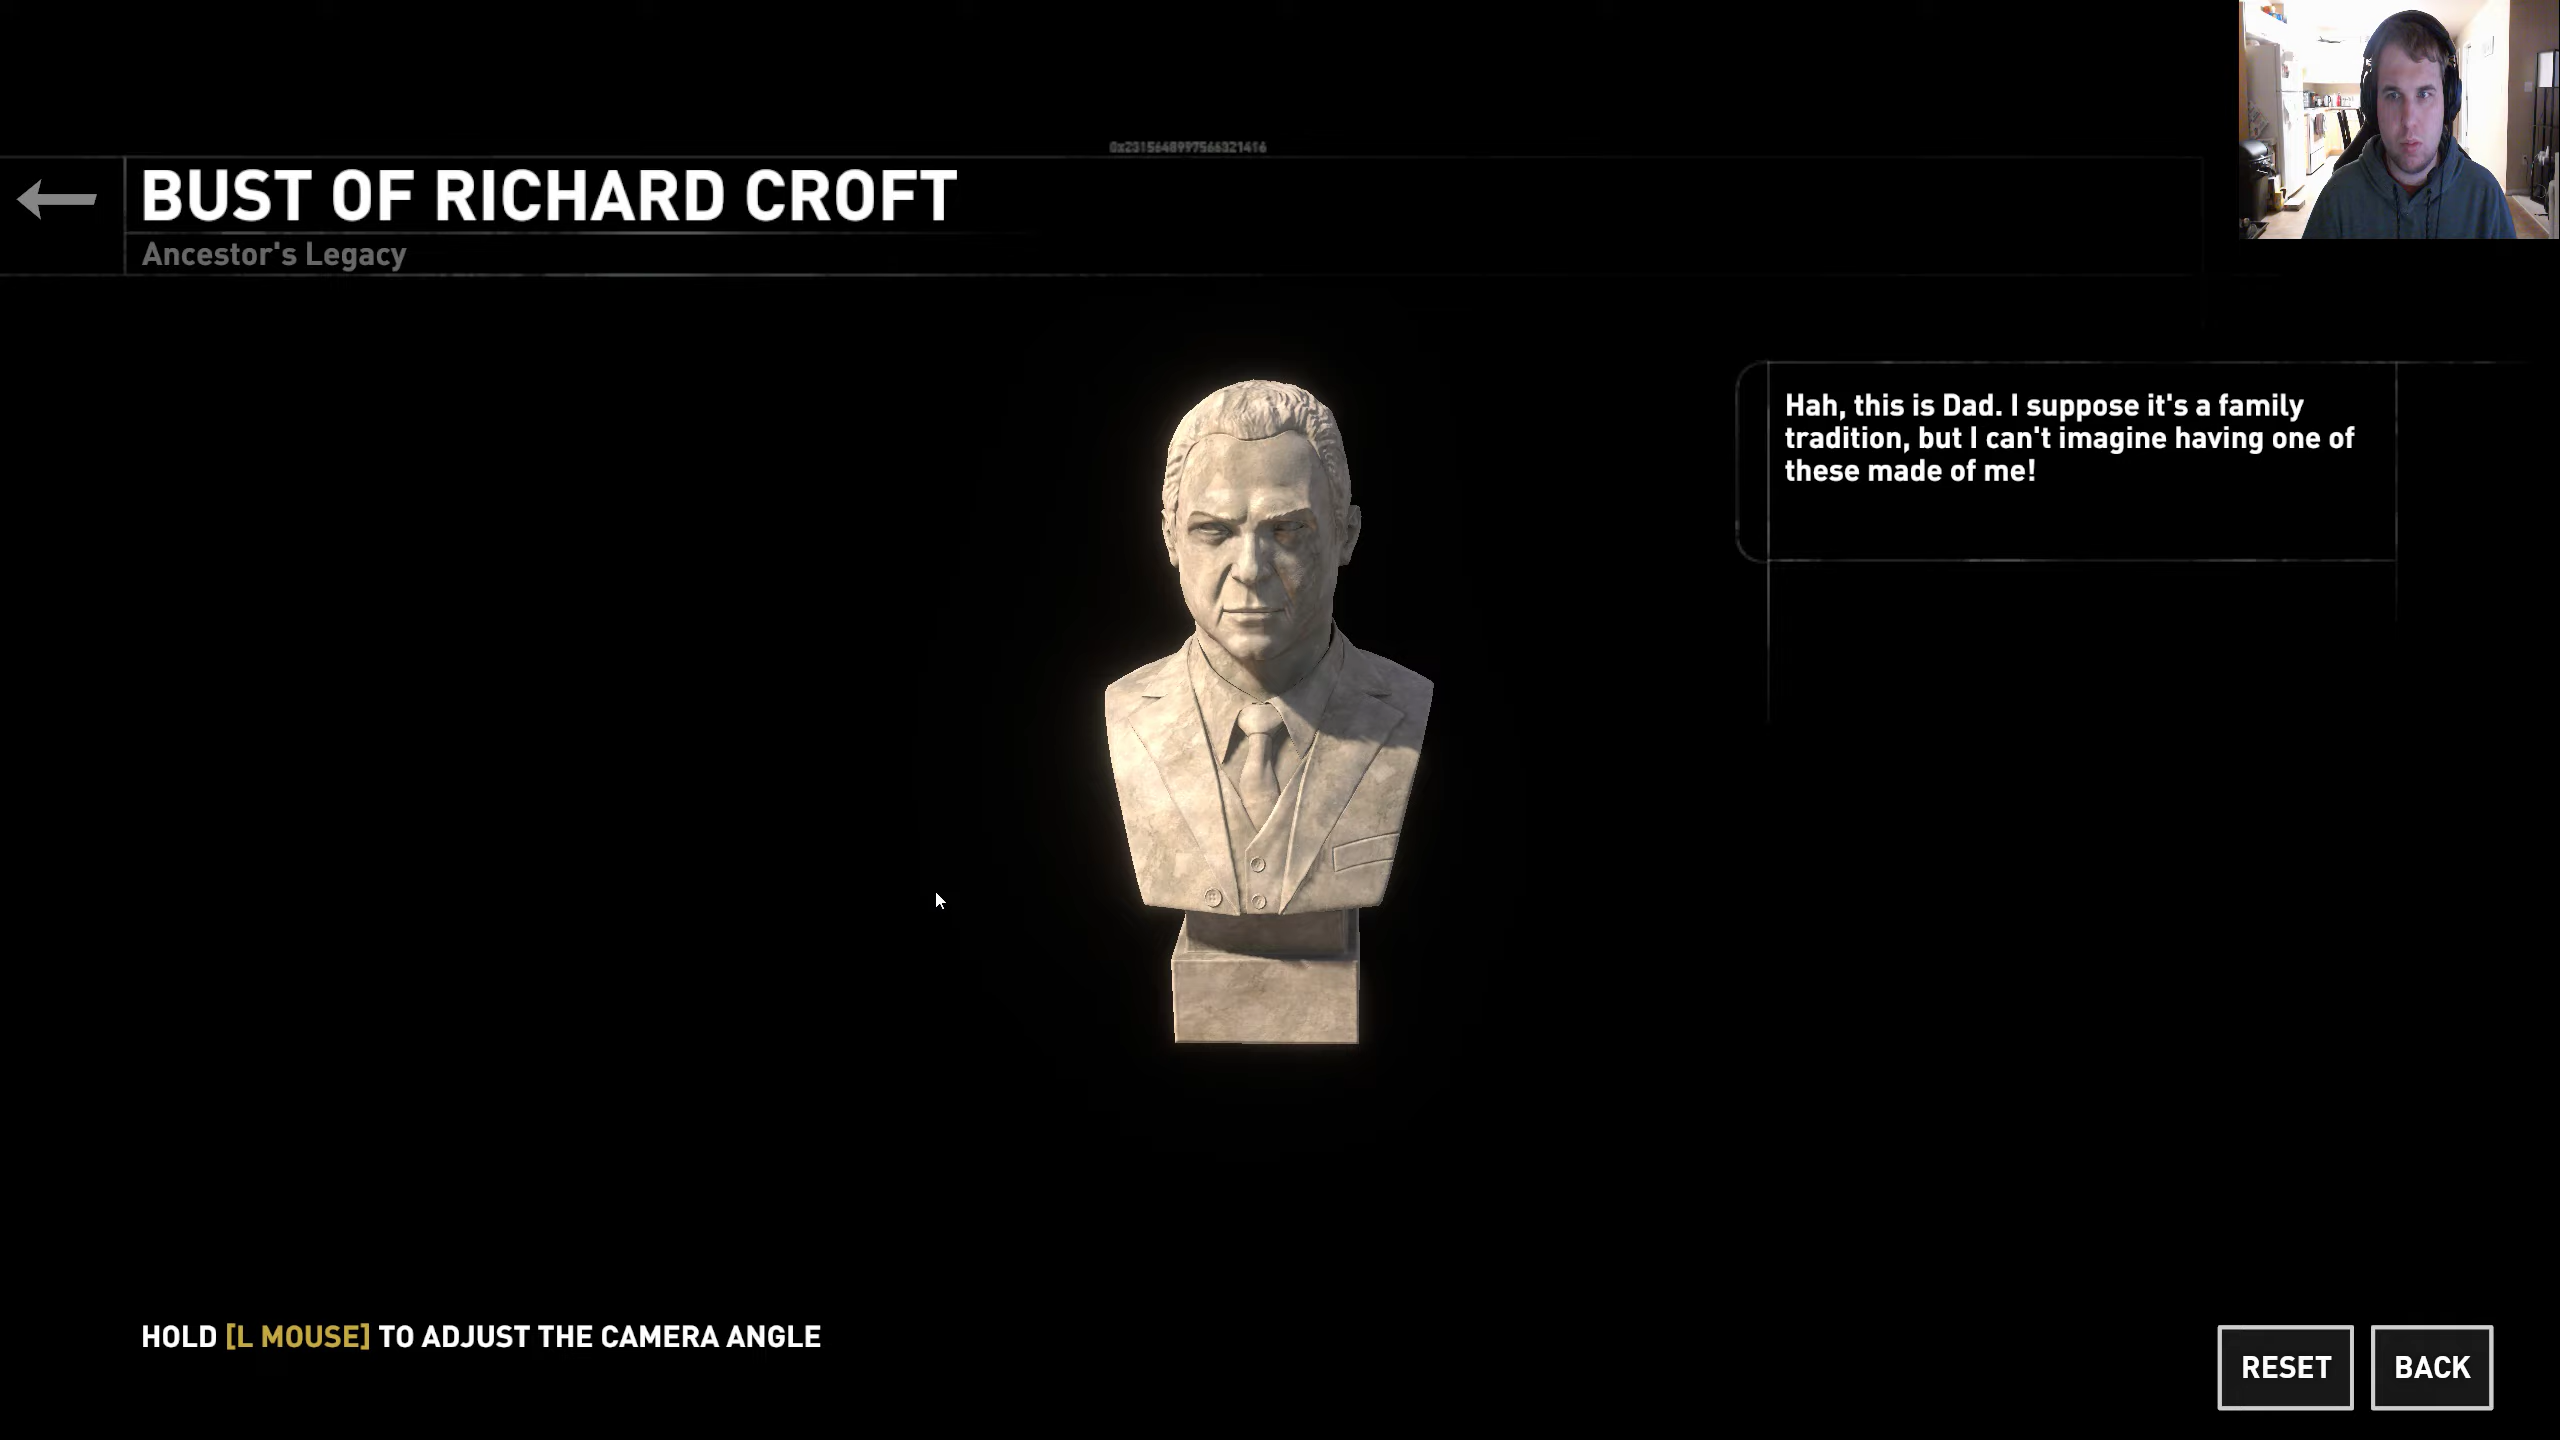 0x2315648997566321416
BUST OF RICHARD CROFT
Ancestor's Legacy
Hah, this is Dad. I suppose it's a family
tradition, but I can't imagine having one of
these made of me!
HOLD [L MOUSE] TO ADJUST THE CAMERA ANGLE
RESET
BACK